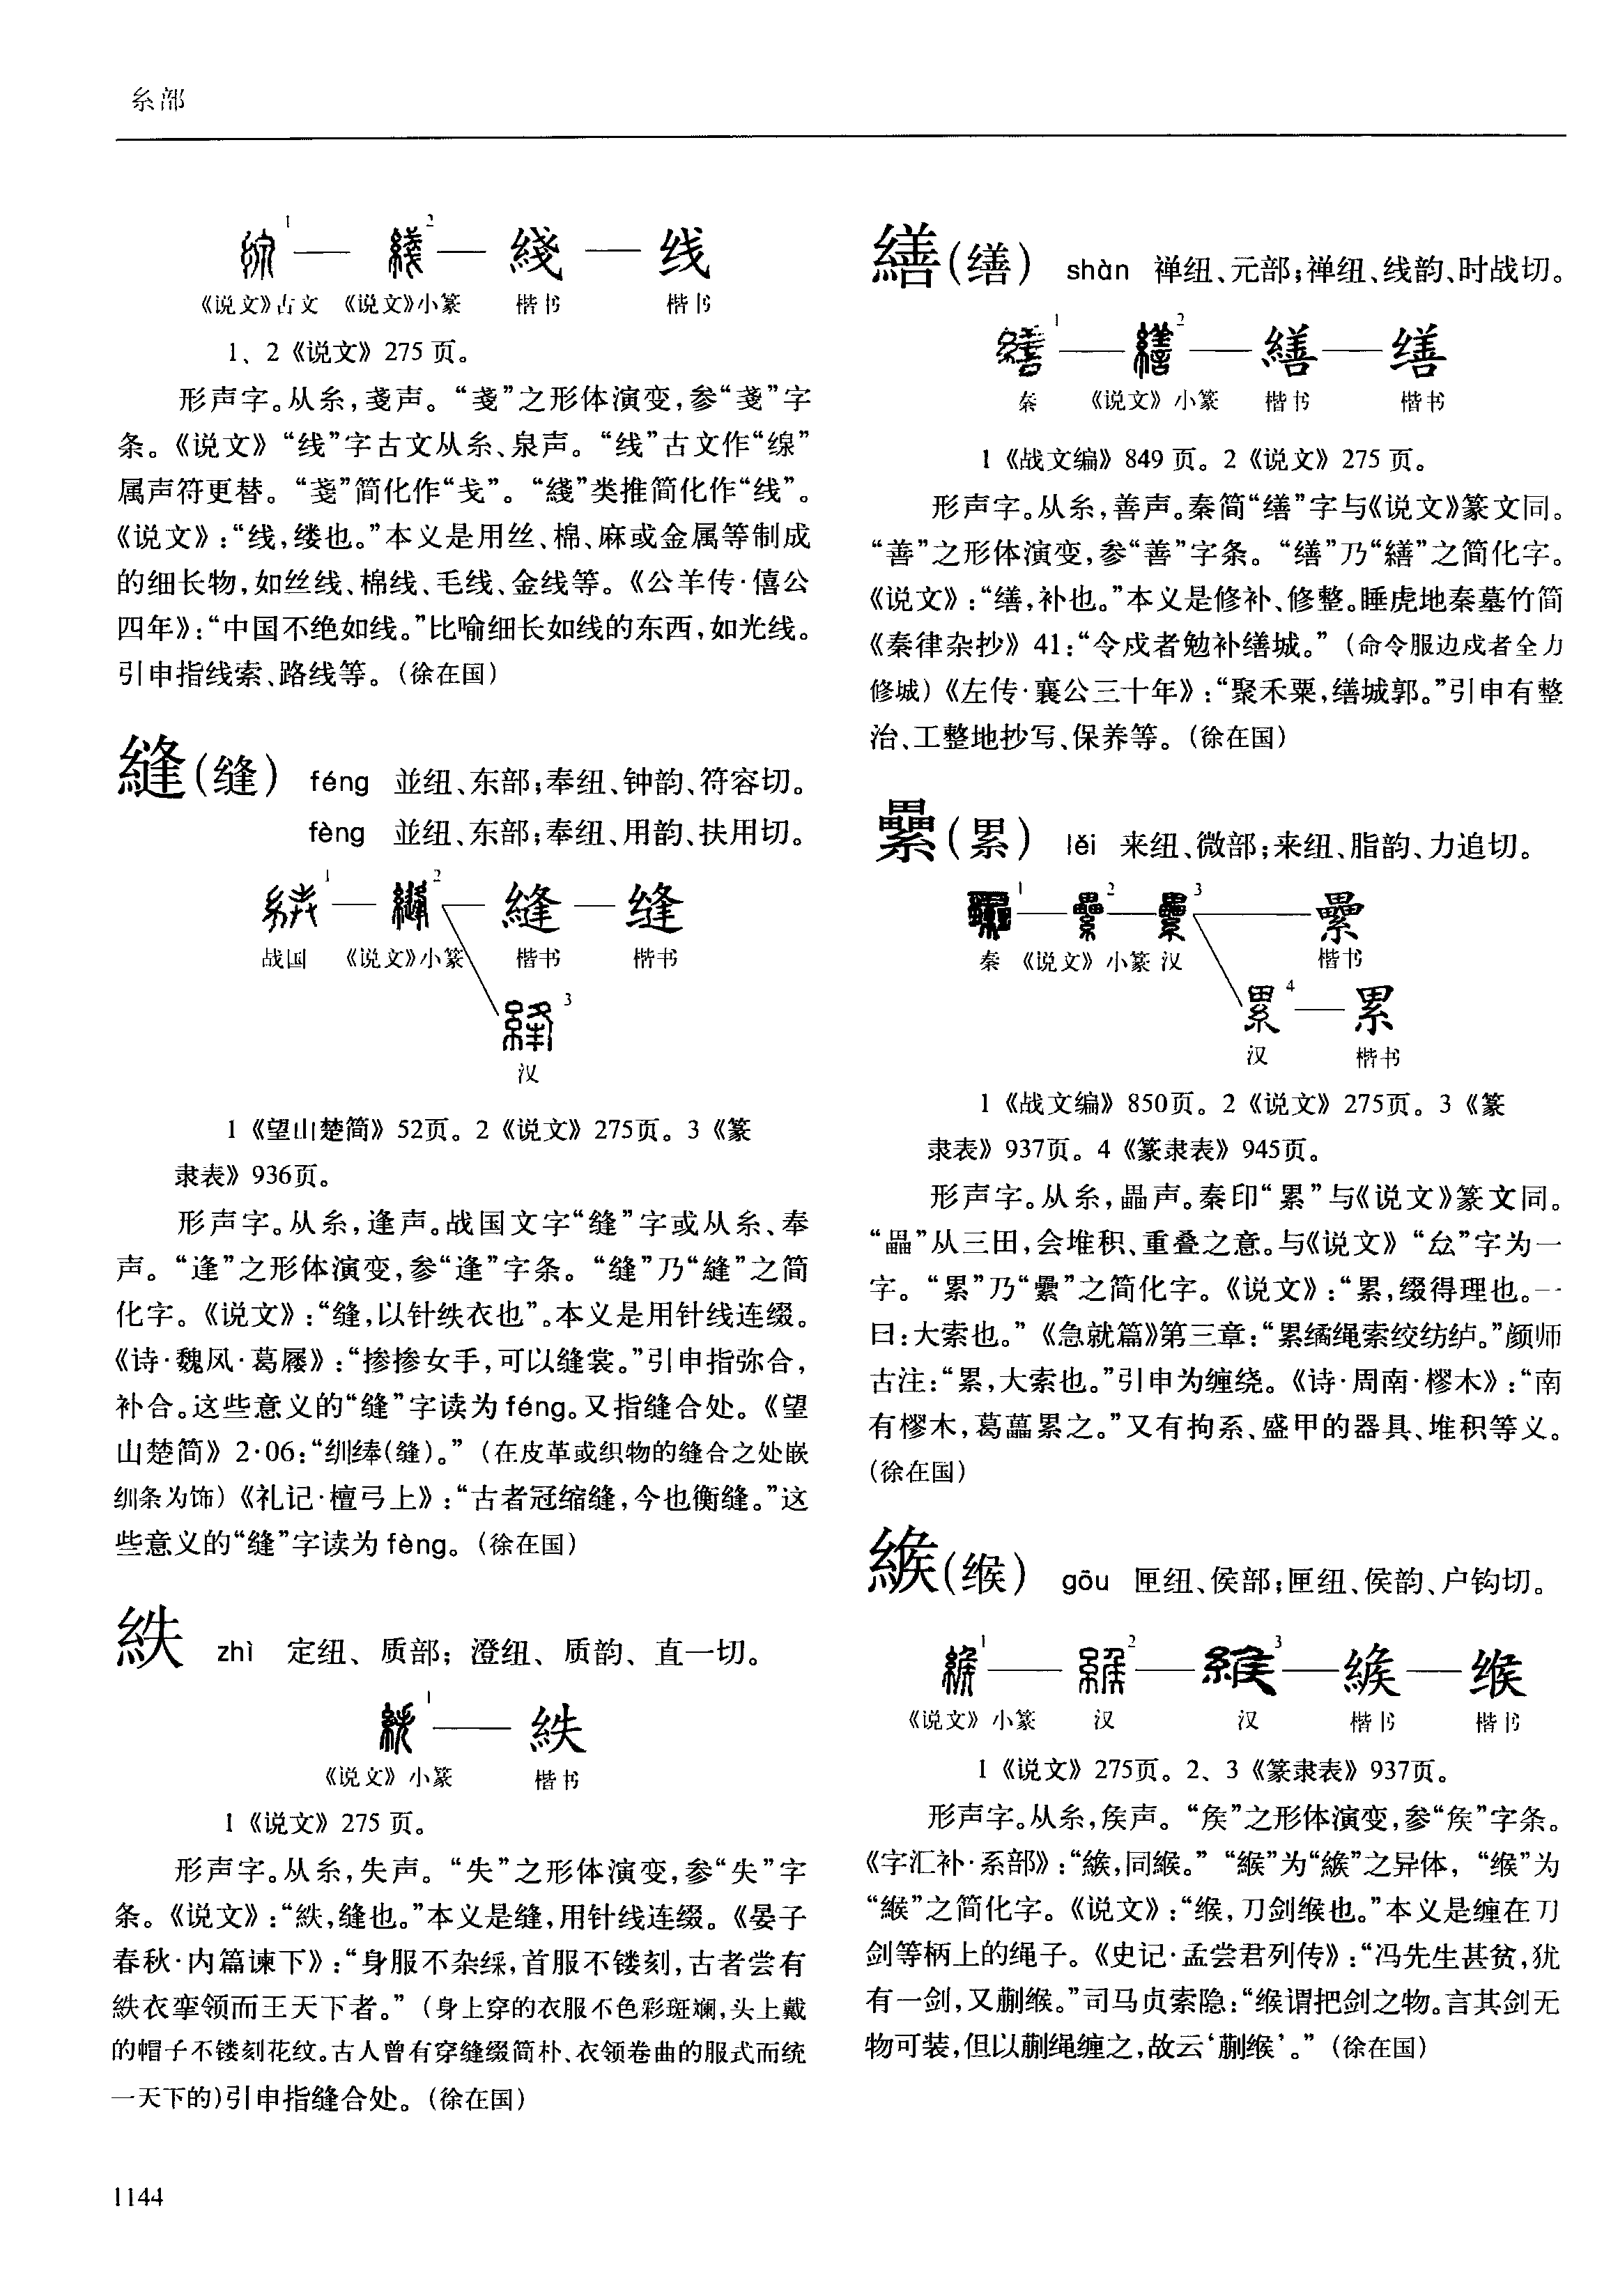 糸部
1 2
綫 线
《说文》古文 《说文》小篆 楷书 楷书
1、2《说文》275 页。
形声字。从糸,戔声。“戔”之形体演变,参“戔”字
条。《说文》“线”字古文从糸、泉声。“线”古文作“线”
属声符更替。“戔”简化作“戋”。“綫”类推简化作“线”。
《说文》:“线,缕也。”本义是用丝、棉、麻或金属等制成
的细长物,如丝线、棉线、毛线、金线等。《公羊传·僖公
四年》:“中国不绝如线。”比喻细长如线的东西,如光线。
引申指线索、路线等。(徐在国)
縫(缝) féng 並纽、东部;奉纽、钟韵、符容切。
fèng 並纽、东部;奉纽、用韵、扶用切。
1 2
縫 缝
战国 《说文》小篆 楷书 楷书
3
汉
1《望山楚简》52页。2《说文》275页。3《篆
隶表》936页。
形声字。从糸,逢声。战国文字“缝”字或从糸、奉
声。“逢”之形体演变,参“逢”字条。“缝”乃“縫”之简
化字。《说文》:“缝,以针紩衣也”。本义是用针线连缀。
《诗·魏风·葛屦》:“掺掺女手,可以缝裳。”引申指弥合,
补合。这些意义的“缝”字读为féng。又指缝合处。《望
山楚简》2·06:“纠(缝)。”(在皮革或织物的缝合之处嵌
条为饰)《礼记·檀弓上》:“古者冠缩缝,今也衡缝。”这
些意义的“缝”字读为 fèng。(徐在国)
紩 zhì 定纽、质部;澄纽、质韵、直一切。
1
紩
《说文》小篆 楷书
1《说文》275 页。
形声字。从糸,失声。“失”之形体演变,参“失”字
条。《说文》:“紩,缝也。”本义是缝,用针线连缀。《晏子
春秋·内篇谏下》:“身服不杂綵,首服不镂刻,古者尝有
紩衣挛领而王天下者。”(身上穿的衣服不色彩斑斓,头上戴
的帽子不镂刻花纹。古人曾有穿缝缀简朴、衣领卷曲的服式而统
一天下的)引申指缝合处。(徐在国)
1144
繕(缮) shàn 禅纽、元部;禅纽、线韵、时战切。
1 2
繕 缮
秦 《说文》小篆 楷书 楷书
1《战文编》849 页。2《说文》275 页。
形声字。从糸,善声。秦简“缮”字与《说文》篆文同。
“善”之形体演变,参“善”字条。“缮”乃“繕”之简化字。
《说文》:“缮,补也。”本义是修补、修整。睡虎地秦墓竹简
《秦律杂抄》41:“令戍者勉补缮城。”(命令服边戍者全力
修城)《左传·襄公三十年》:“聚禾粟,缮城郭。”引申有整
治、工整地抄写、保养等。(徐在国)
纍(累) lěi 来纽、微部;来纽、脂韵、力追切。
1 2 3
纍
秦 《说文》小篆 汉 楷书
4
累
汉 楷书
1《战文编》850页。2《说文》275页。3《篆
隶表》937页。4《篆隶表》945页。
形声字。从糸,畾声。秦印“累”与《说文》篆文同。
“畾”从三田,会堆积、重叠之意。与《说文》“厽”字为一
字。“累”乃“纍”之简化字。《说文》:“累,缀得理也。一
曰:大索也。”《急就篇》第三章:“累繘绳索绞纺纑。”颜师
古注:“累,大索也。”引申为缠绕。《诗·周南·樛木》:“南
有樛木,葛藟累之。”又有拘系、盛甲的器具、堆积等义。
(徐在国)
緱(缑) gōu 匣纽、侯部;匣纽、侯韵、户钩切。
1 2 3
緱 缑
《说文》小篆 汉 汉 楷书 楷书
1《说文》275页。2、3《篆隶表》937页。
形声字。从糸,矦声。“矦”之形体演变,参“矦”字条。
《字汇补·系部》:“緱,同緱。”“緱”为“緱”之异体,“缑”为
“緱”之简化字。《说文》:“缑,刀剑缑也。”本义是缠在刀
剑等柄上的绳子。《史记·孟尝君列传》:“冯先生甚贫,犹
有一剑,又蒯缑。”司马贞索隐:“缑谓把剑之物。言其剑无
物可装,但以蒯绳缠之,故云‘蒯缑’。”(徐在国)